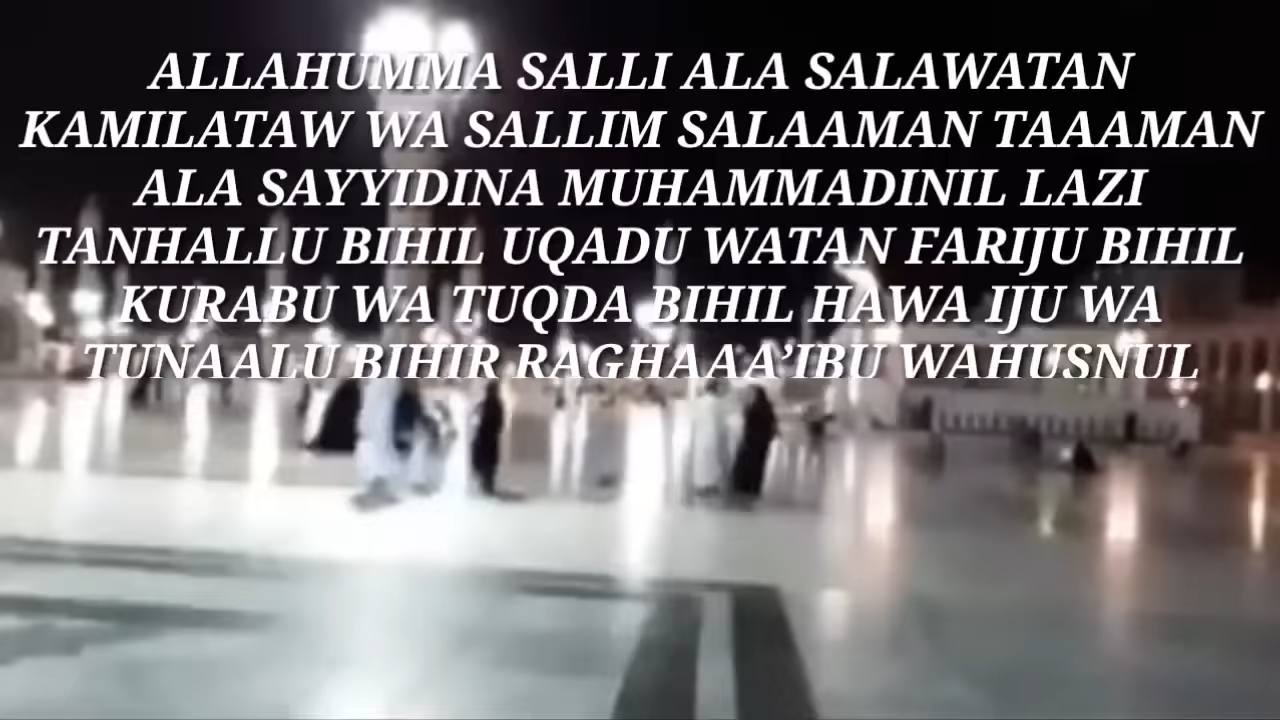 ALLAHUMMA SALLI ALA SALAWATAN
KAMILATAW WA SALLIM SALAAMAN TAAAMAN
ALA SAYYIDINA MUHAMMADINIL LAZI
TANHALLU BIHIL UQADU WATAN FARIJU BIHIL
KURABU WA TUQDA BIHIL HAWA IJU WA
TUNAALU BIHIR RAGHAAA’IBU WAHUSNUL